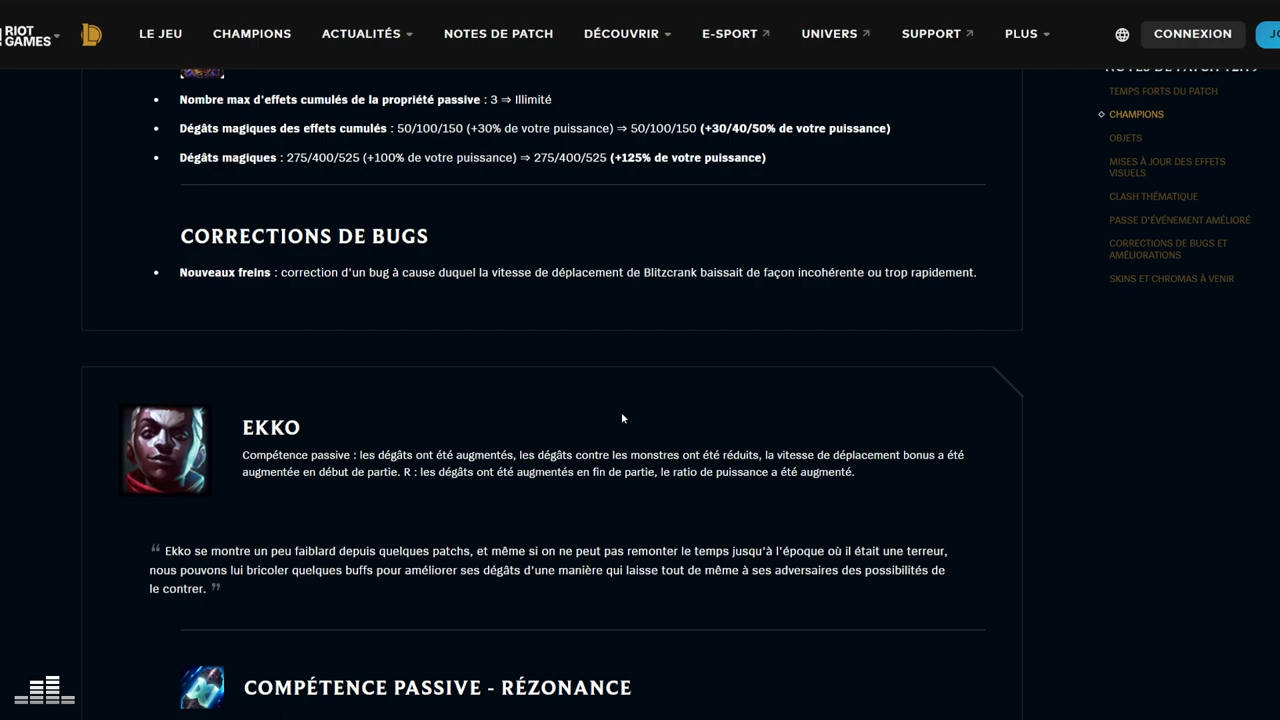 RIOT
GAMES
LE JEU
CHAMPIONS
ACTUALITÉS
NOTES DE PATCH
DÉCOUVRIR
E-SPORT
UNIVERS
SUPPORT
PLUS
CONNEXION
• Nombre max d'effets cumulés de la propriété passive : 3 ⇒ Illimité
• Dégâts magiques des effets cumulés : 50/100/150 (+30% de votre puissance) ⇒ 50/100/150 (+30/40/50% de votre puissance)
• Dégâts magiques : 275/400/525 (+100% de votre puissance) ⇒ 275/400/525 (+125% de votre puissance)
CORRECTIONS DE BUGS
• Nouveaux freins : correction d'un bug à cause duquel la vitesse de déplacement de Blitzcrank baissait de façon incohérente ou trop rapidement.
EKKO
Compétence passive : les dégâts ont été augmentés, les dégâts contre les monstres ont été réduits, la vitesse de déplacement bonus a été
augmentée en début de partie. R : les dégâts ont été augmentés en fin de partie, le ratio de puissance a été augmenté.
“ Ekko se montre un peu faiblard depuis quelques patchs, et même si on ne peut pas remonter le temps jusqu'à l'époque où il était une terreur,
nous pouvons lui bricoler quelques buffs pour améliorer ses dégâts d'une manière qui laisse tout de même à ses adversaires des possibilités de
le contrer. ”
COMPÉTENCE PASSIVE - RÉZONANCE
TEMPS FORTS DU PATCH
CHAMPIONS
OBJETS
MISES À JOUR DES EFFETS
VISUELS
CLASH THÉMATIQUE
PASSE D'ÉVÉNEMENT AMÉLIORÉ
CORRECTIONS DE BUGS ET
AMÉLIORATIONS
SKINS ET CHROMAS À VENIR